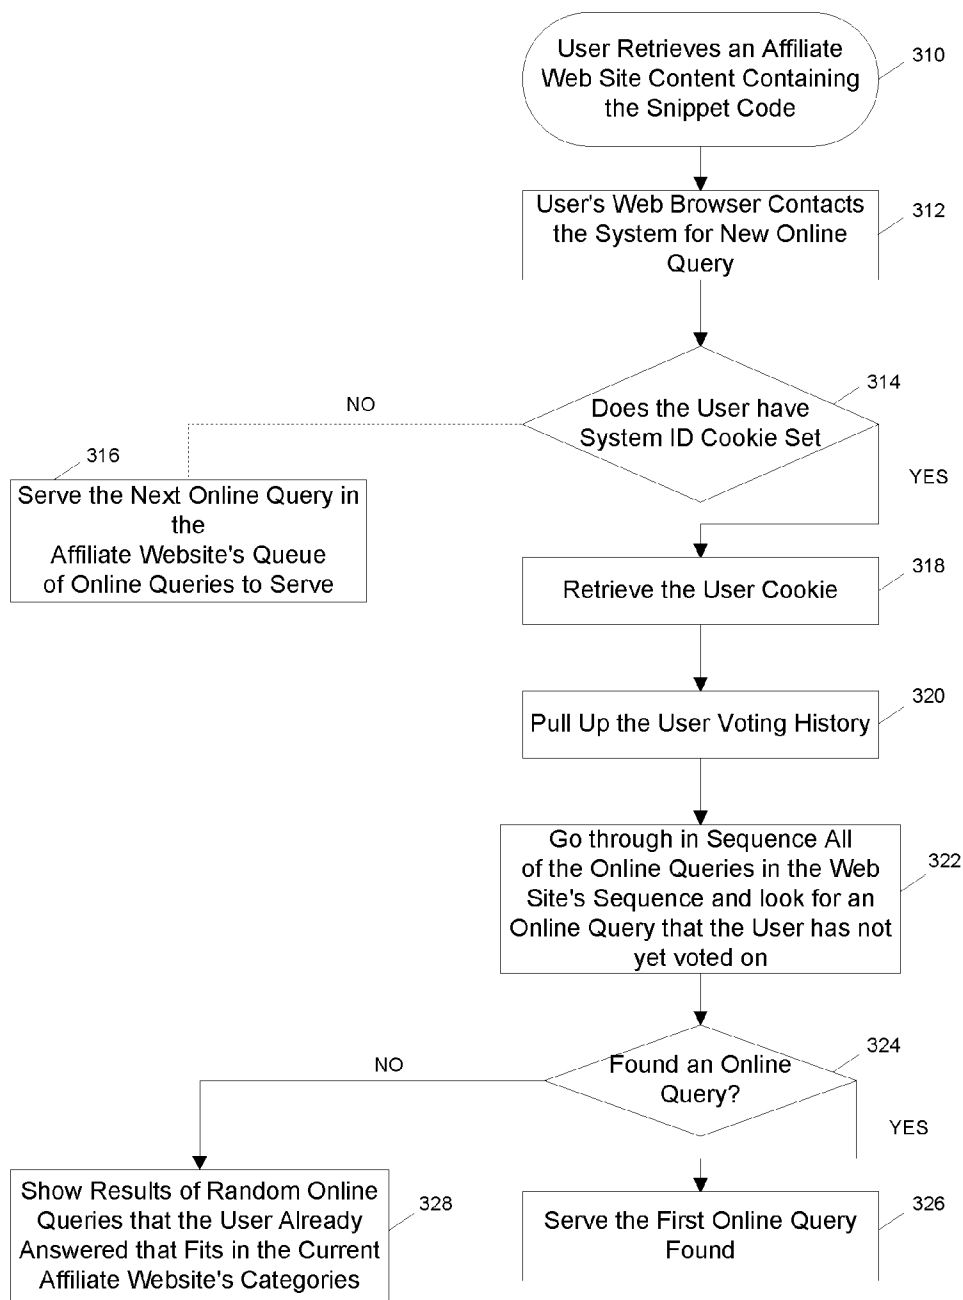 User Retrieves an Affiliate
Web Site Content Containing
the Snippet Code
310
User's Web Browser Contacts
the System for New Online
Query
312
Does the User have
System ID Cookie Set
314
NO
YES
316
Serve the Next Online Query in
the
Affiliate Website's Queue
of Online Queries to Serve
Retrieve the User Cookie
318
Pull Up the User Voting History
320
Go through in Sequence All
of the Online Queries in the Web
Site's Sequence and look for an
Online Query that the User has not
yet voted on
322
Found an Online
Query?
324
NO
YES
Show Results of Random Online
Queries that the User Already
Answered that Fits in the Current
Affiliate Website's Categories
328
Serve the First Online Query
Found
326